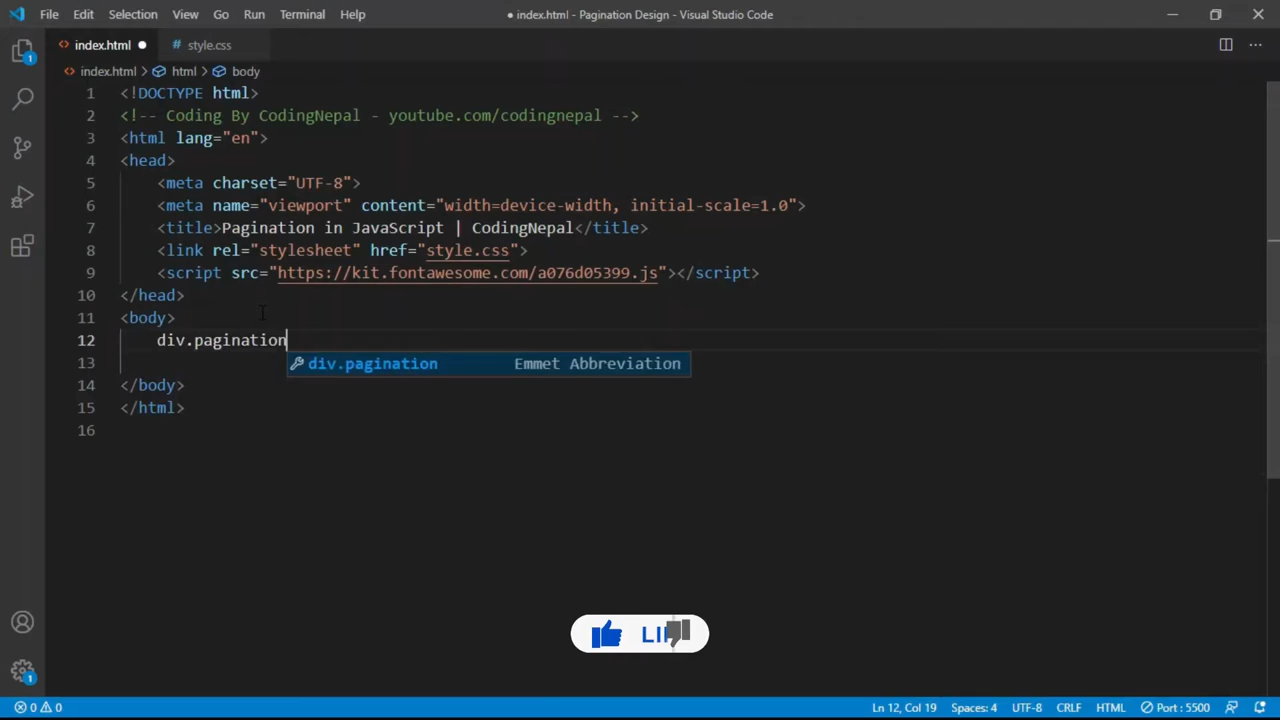 File Edit Selection View Go Run Terminal Help ● index.html - Pagination Design - Visual Studio Code
index.html # style.css
index.html > html > body
1 <!DOCTYPE html>
2 <!-- Coding By CodingNepal - youtube.com/codingnepal -->
3 <html lang="en">
4 <head>
5 <meta charset="UTF-8">
6 <meta name="viewport" content="width=device-width, initial-scale=1.0">
7 <title>Pagination in JavaScript | CodingNepal</title>
8 <link rel="stylesheet" href="style.css">
9 <script src="https://kit.fontawesome.com/a076d05399.js"></script>
10 </head>
11 <body>
12 div.pagination
13 div.pagination Emmet Abbreviation
14 </body>
15 </html>
16
1
1
0 0 Ln 12, Col 19 Spaces: 4 UTF-8 CRLF HTML Port : 5500